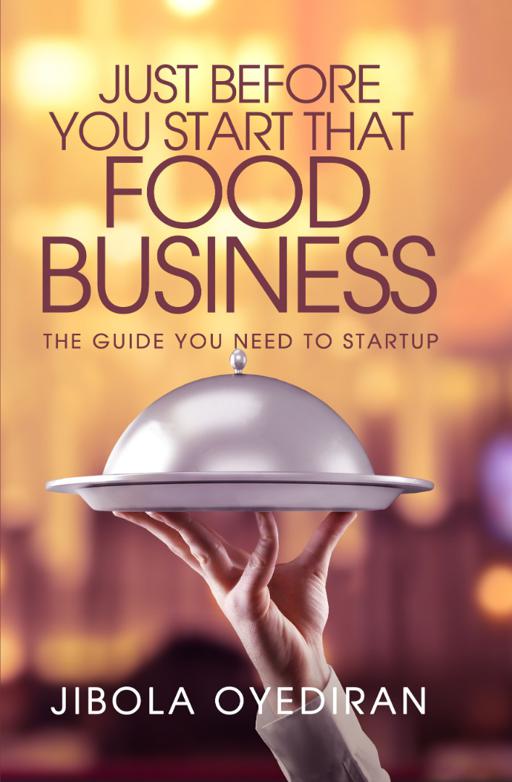 JUST BEFORE
YOU START THAT
FOOD
BUSINESS
THE GUIDE YOU NEED TO STARTUP
JIBOLA OYEDIRAN